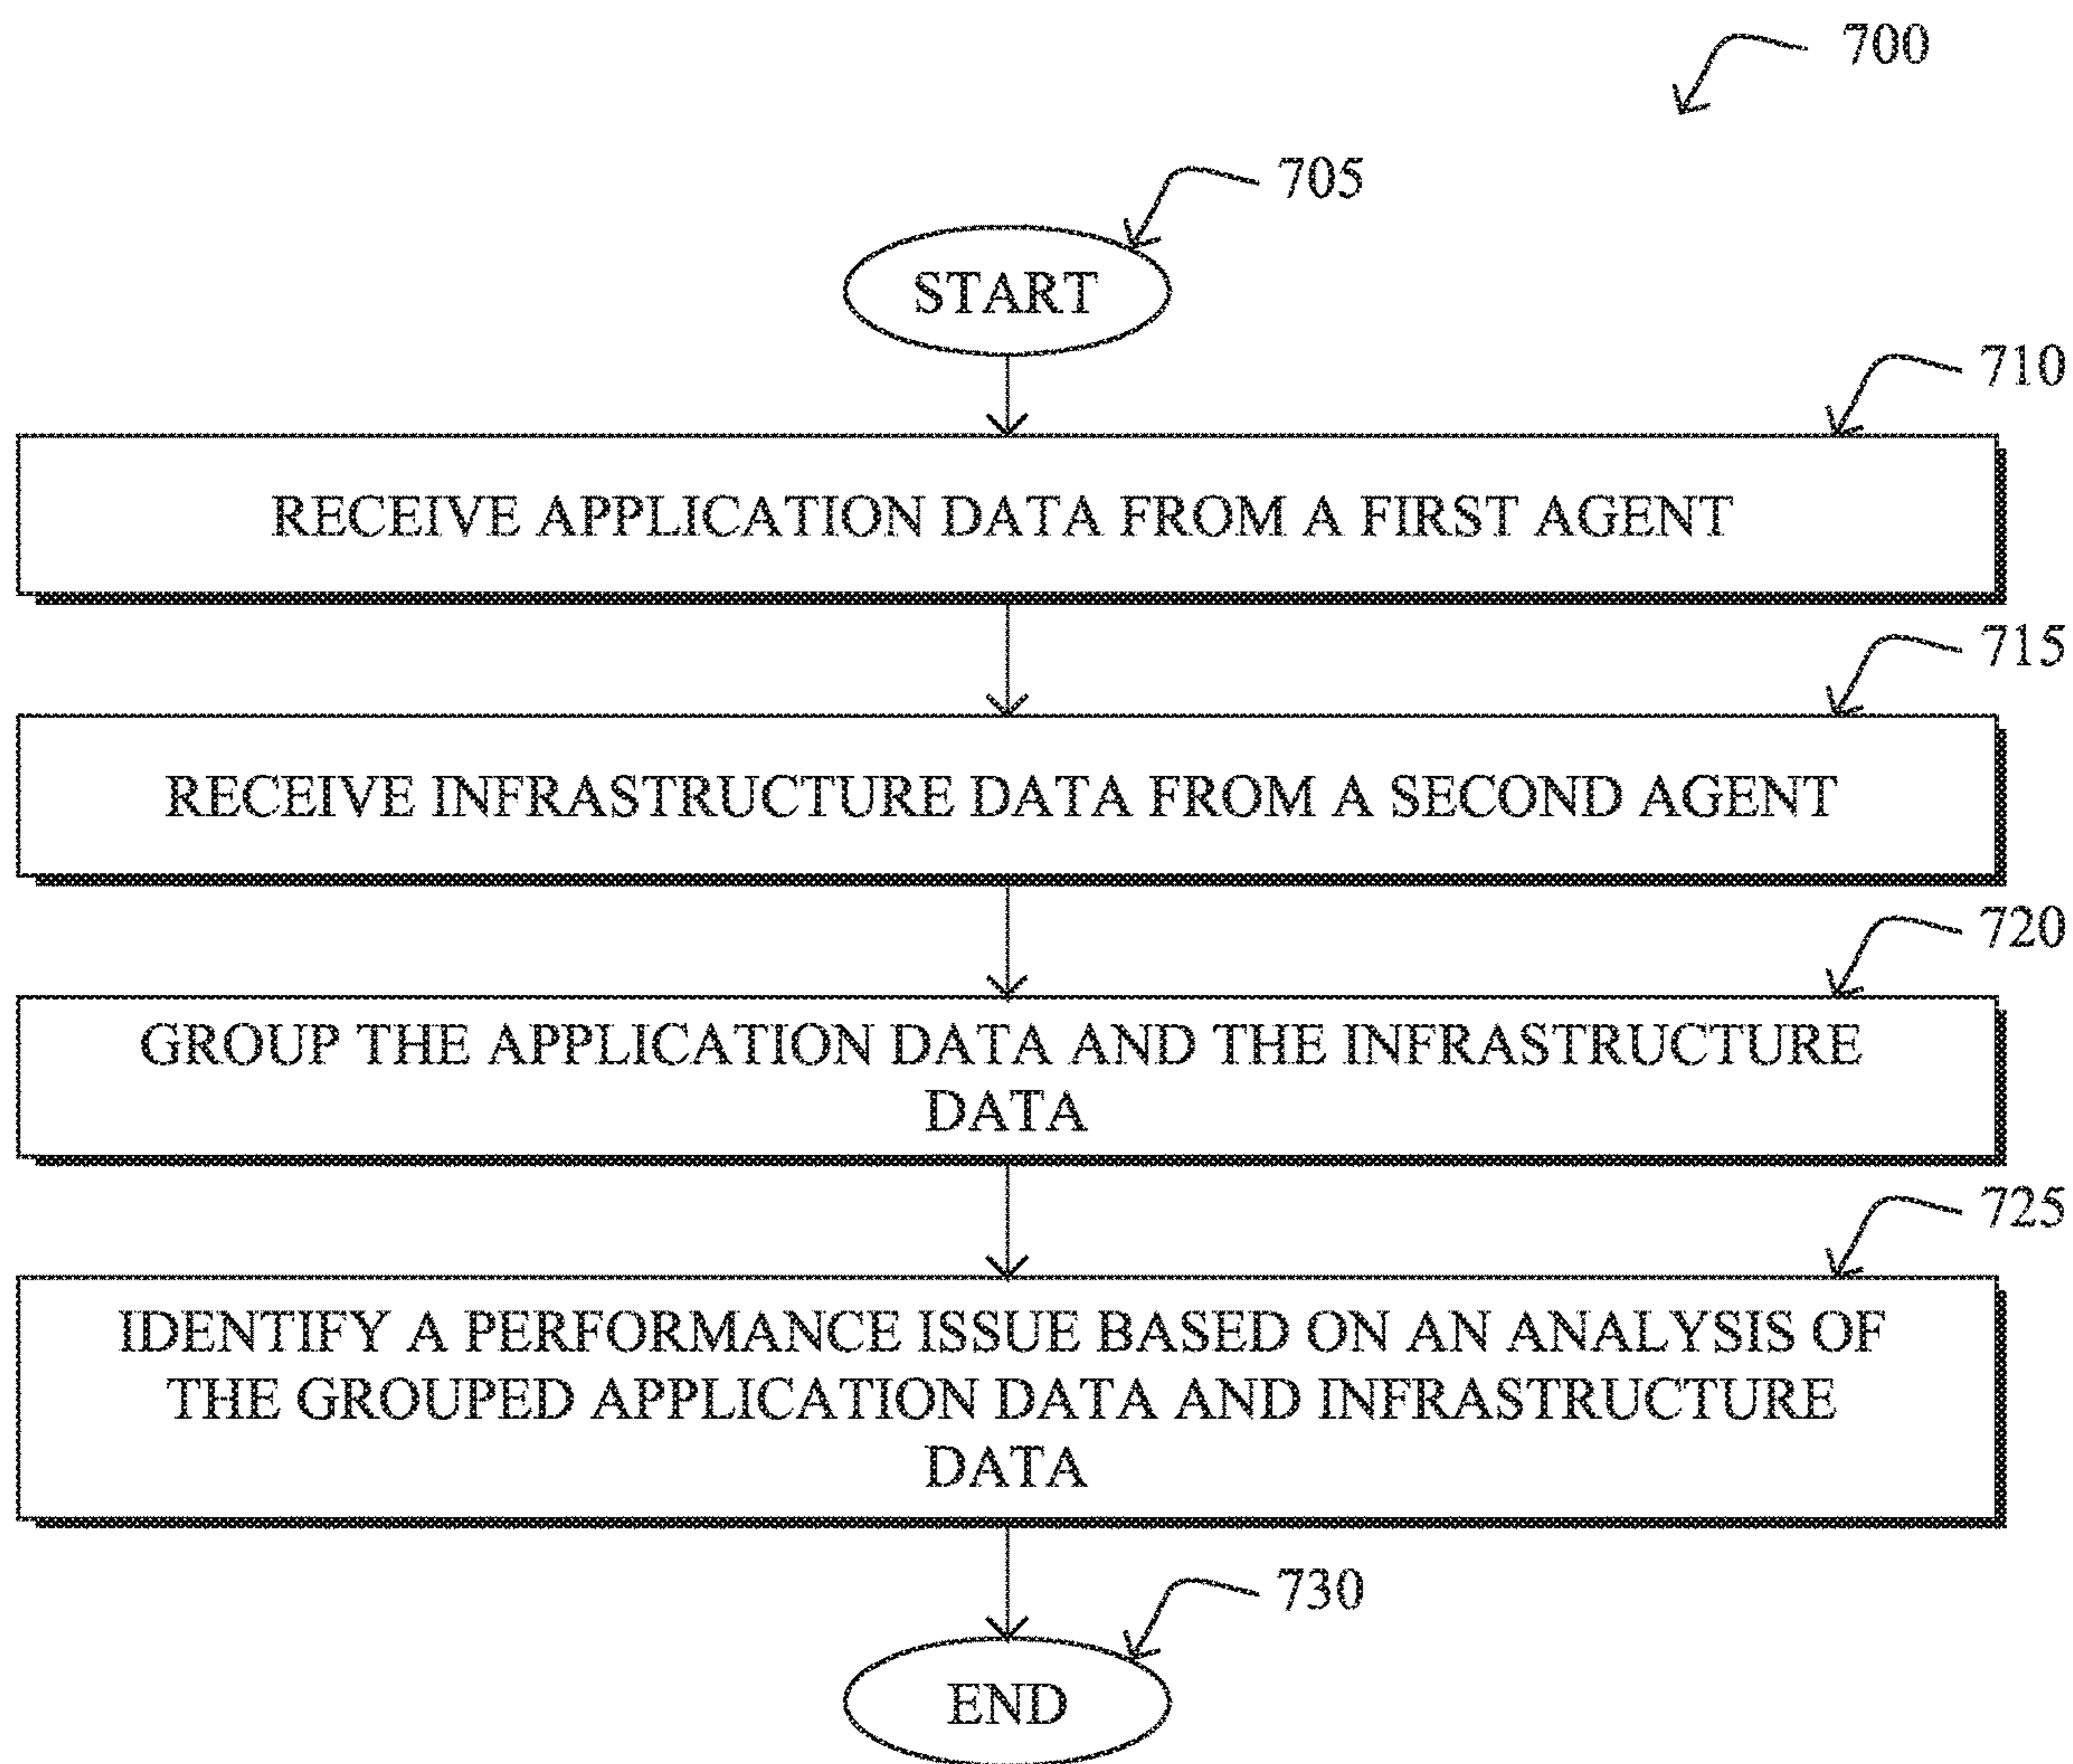 700
705
START
710
RECEIVE APPLICATION DATA FROM A FIRST AGENT
715
RECEIVE INFRASTRUCTURE DATA FROM A SECOND AGENT
720
GROUP THE APPLICATION DATA AND THE INFRASTRUCTURE
DATA
725
IDENTIFY A PERFORMANCE ISSUE BASED ON AN ANALYSIS OF
THE GROUPED APPLICATION DATA AND INFRASTRUCTURE
DATA
730
END